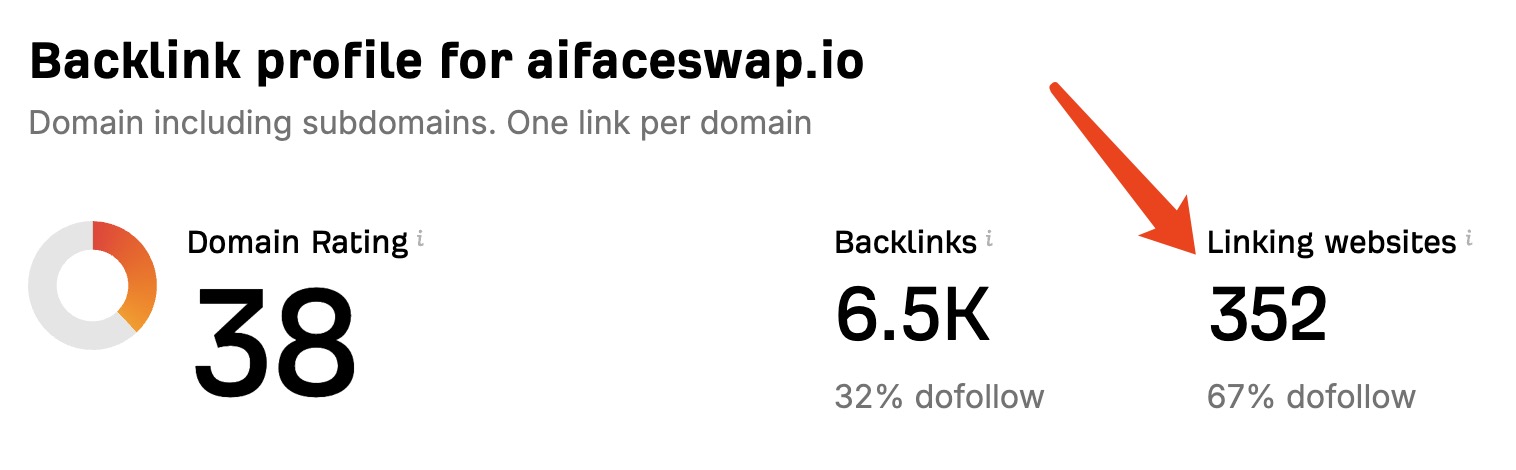 Backlink profile for aifaceswap.io
Domain including subdomains. One link per domain
Domain Rating i
38
Backlinks i
6.5K
32% dofollow
Linking websites i
352
67% dofollow